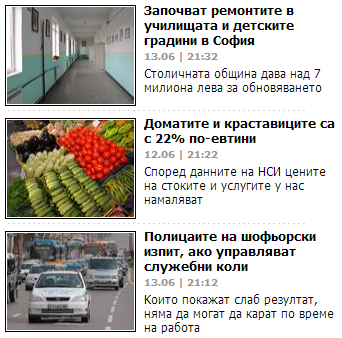 Започват ремонтите в
училищата и детските
градини в София
13.06 | 21:32
Столичната община дава над 7
милиона лева за обновяването
Доматите и краставиците са
с 22% по-евтини
12.06 | 21:22
Според данните на НСИ цените
на стоките и услугите у нас
намаляват
Полицаите на шофьорски
изпит, ако управляват
служебни коли
13.06 | 21:12
Които покажат слаб резултат,
няма да могат да карат по време
на работа